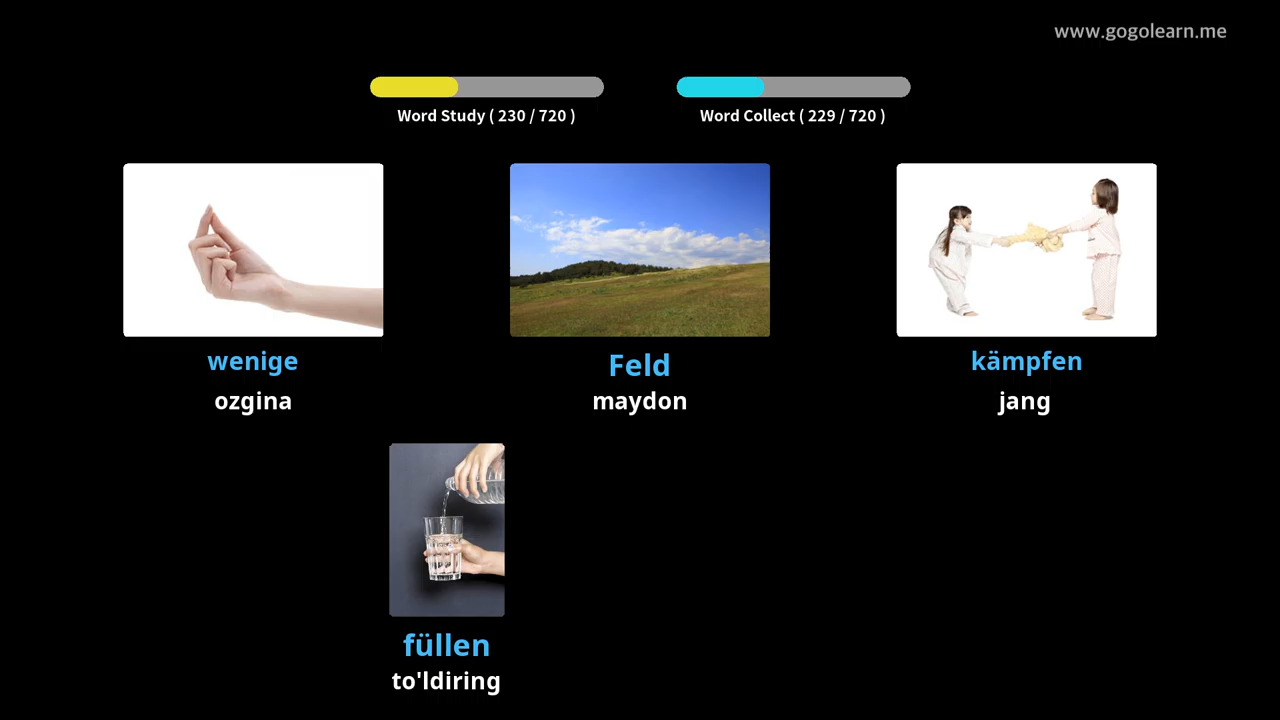 www.gogolearn.me
Word Study ( 230 / 720 )
Word Collect ( 229 / 720 )
wenige
ozgina
Feld
maydon
kämpfen
jang
füllen
to'ldiring